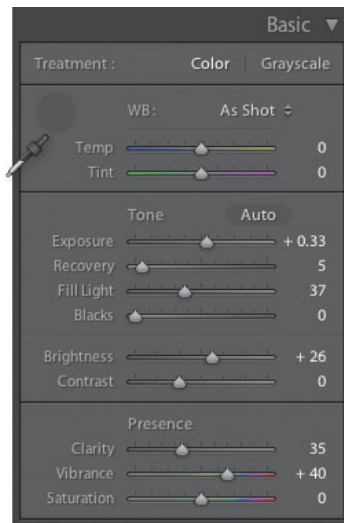 Basic ▼
Treatment : Color | Grayscale
WB: As Shot
Temp 0
Tint 0
Tone Auto
Exposure + 0.33
Recovery 5
Fill Light 37
Blacks 0
Brightness + 26
Contrast 0
Presence
Clarity 35
Vibrance + 40
Saturation 0